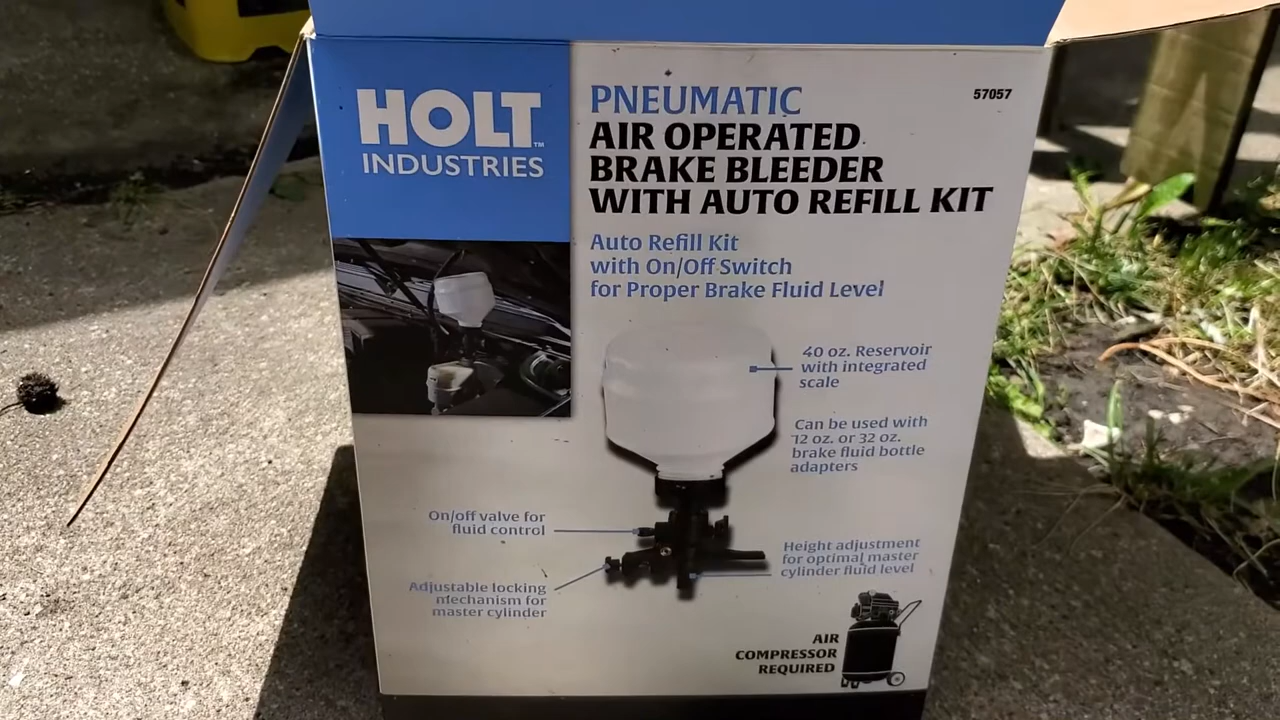 HOLT™
INDUSTRIES
PNEUMATIC
57057
AIR OPERATED
BRAKE BLEEDER
WITH AUTO REFILL KIT
Auto Refill Kit
with On/Off Switch
for Proper Brake Fluid Level
40 oz. Reservoir
with integrated
scale
Can be used with
12 oz. or 32 oz.
brake fluid bottle
adapters
On/off valve for
fluid control
Height adjustment
for optimal master
cylinder fluid level
Adjustable locking
mechanism for
master cylinder
AIR
COMPRESSOR
REQUIRED